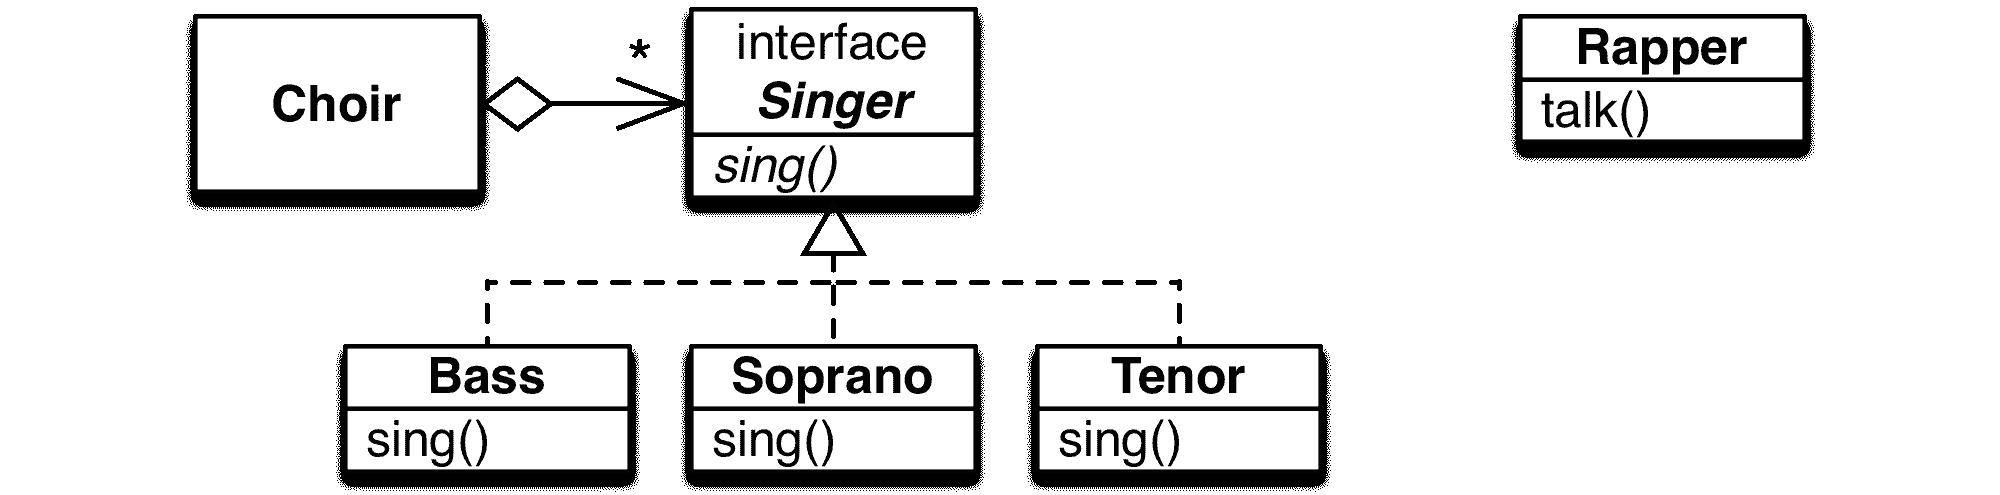 Choir
*
interface
Singer
sing()
Rapper
talk()
Bass
sing()
Soprano
sing()
Tenor
sing()